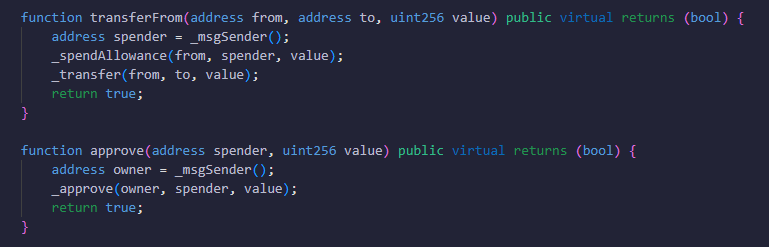 function transferFrom(address from, address to, uint256 value) public virtual returns (bool) {
    address spender = _msgSender();
    _spendAllowance(from, spender, value);
    _transfer(from, to, value);
    return true;
}

function approve(address spender, uint256 value) public virtual returns (bool) {
    address owner = _msgSender();
    _approve(owner, spender, value);
    return true;
}